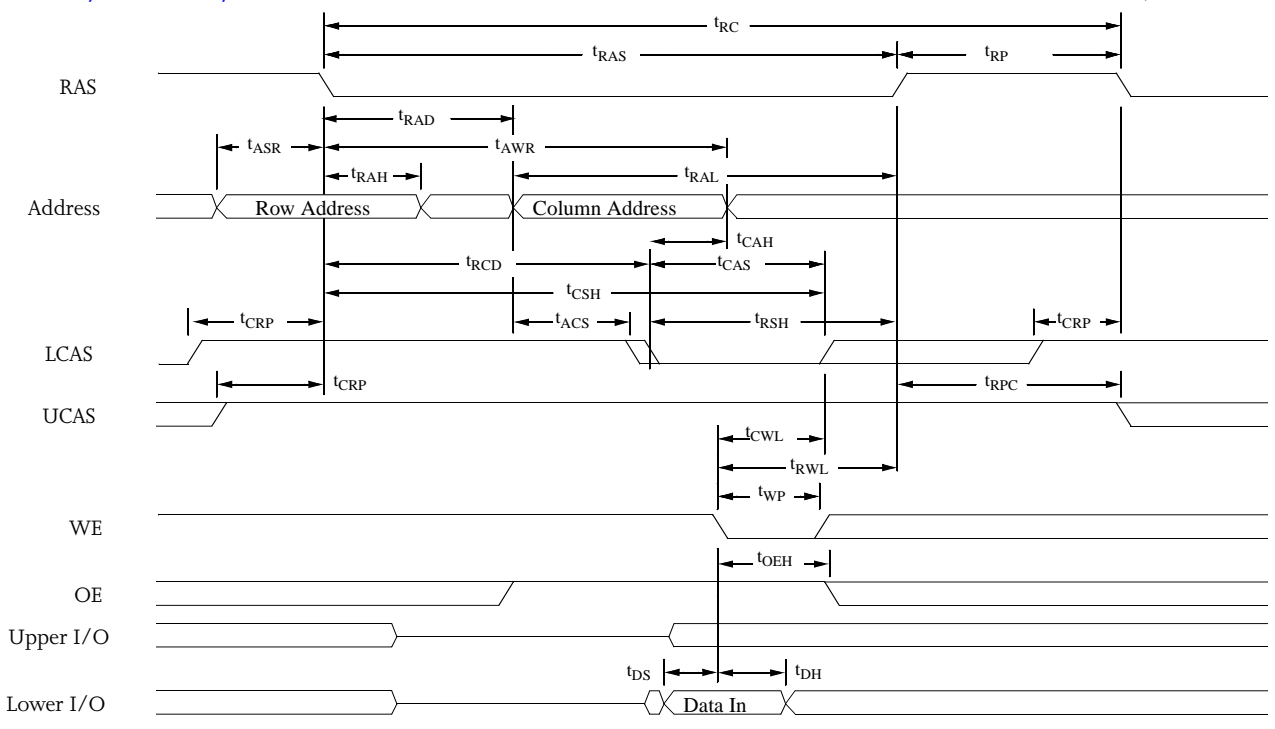 tRC
tRAS
tRP
RAS
tRAD
tASR
tAWR
tRAH
tRAL
Address
Row Address
Column Address
tCAH
tRCD
tCAS
tCSH
tCRP
tACS
tRSH
tCRP
LCAS
tCRP
tRPC
UCAS
tCWL
tRWL
tWP
WE
tOEH
OE
Upper I/O
tDS
tDH
Lower I/O
Data In